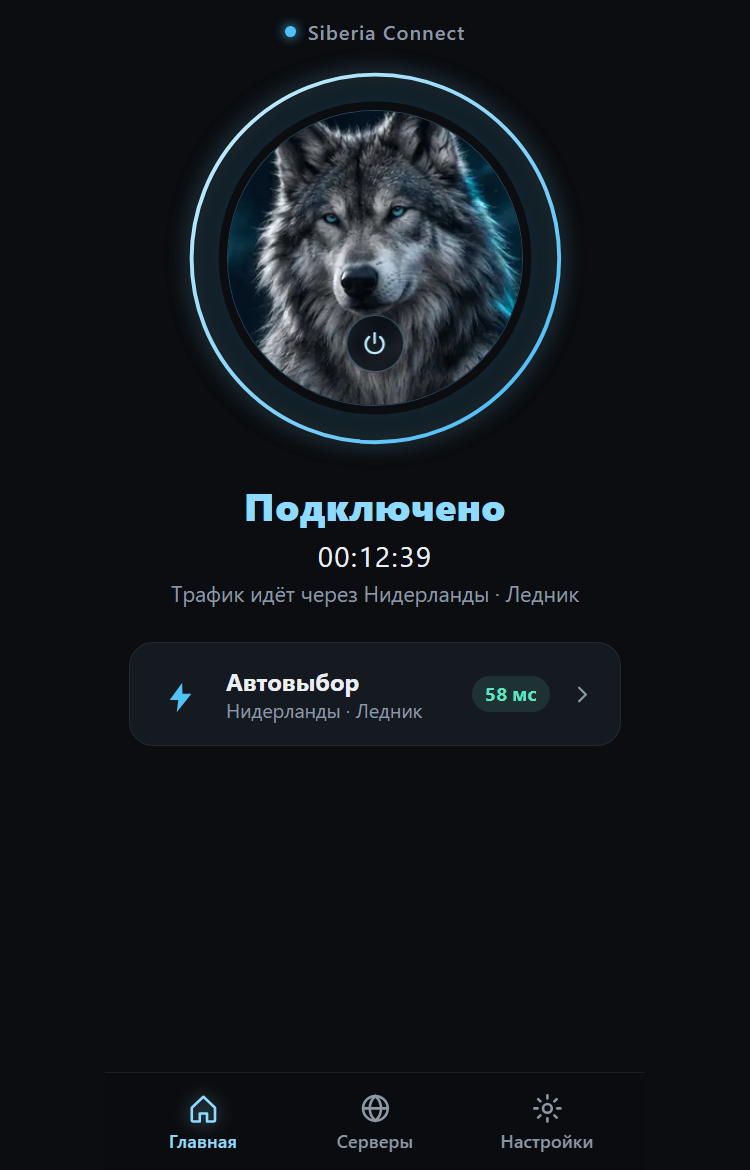 Siberia Connect
Подключено
00:12:39
Трафик идёт через Нидерланды · Ледник
Автовыбор
Нидерланды · Ледник
58 мс
Главная
Серверы
Настройки